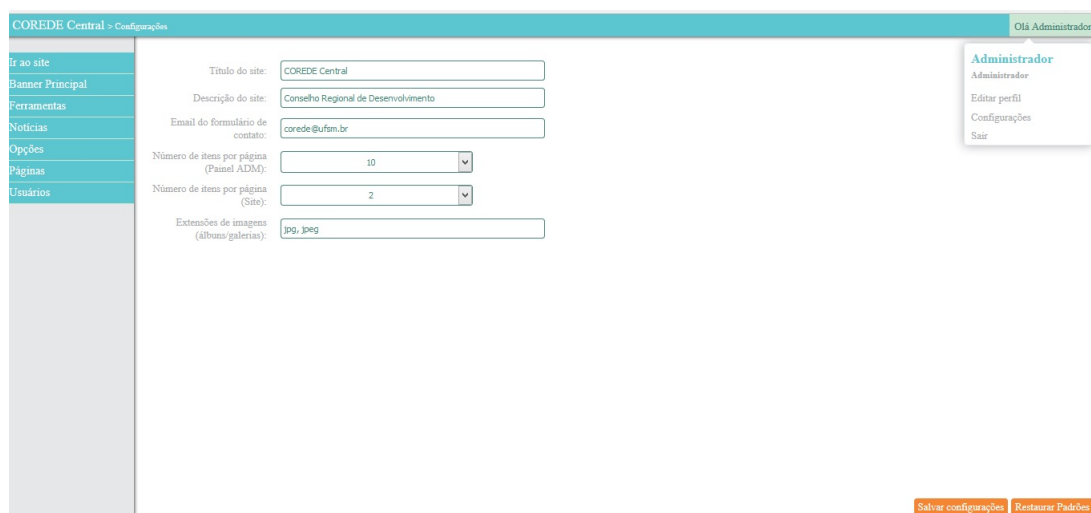 COREDE Central > Configurações
Olá Administrador
Ir ao site
Banner Principal
Ferramentas
Notícias
Opções
Páginas
Usuários
Título do site:
COREDE Central
Descrição do site:
Conselho Regional de Desenvolvimento
Email do formulário de
contato:
corede@ufsm.br
Número de itens por página
(Painel ADM):
10
Número de itens por página
(Site):
2
Extensões de imagens
(álbuns/galerias):
jpg, jpeg
Administrador
Administrador
Editar perfil
Configurações
Sair
Salvar configurações
Restaurar Padrões